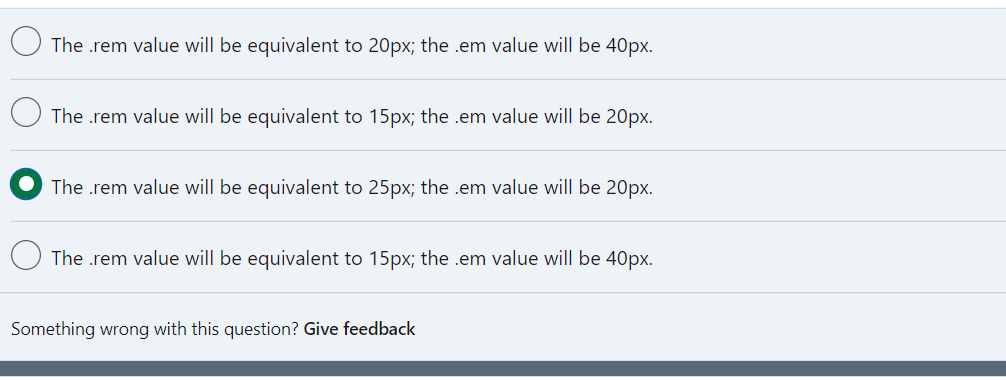 The .rem value will be equivalent to 20px; the .em value will be 40px.
The .rem value will be equivalent to 15px; the .em value will be 20px.
The .rem value will be equivalent to 25px; the .em value will be 20px.
The .rem value will be equivalent to 15px; the .em value will be 40px.
Something wrong with this question? Give feedback